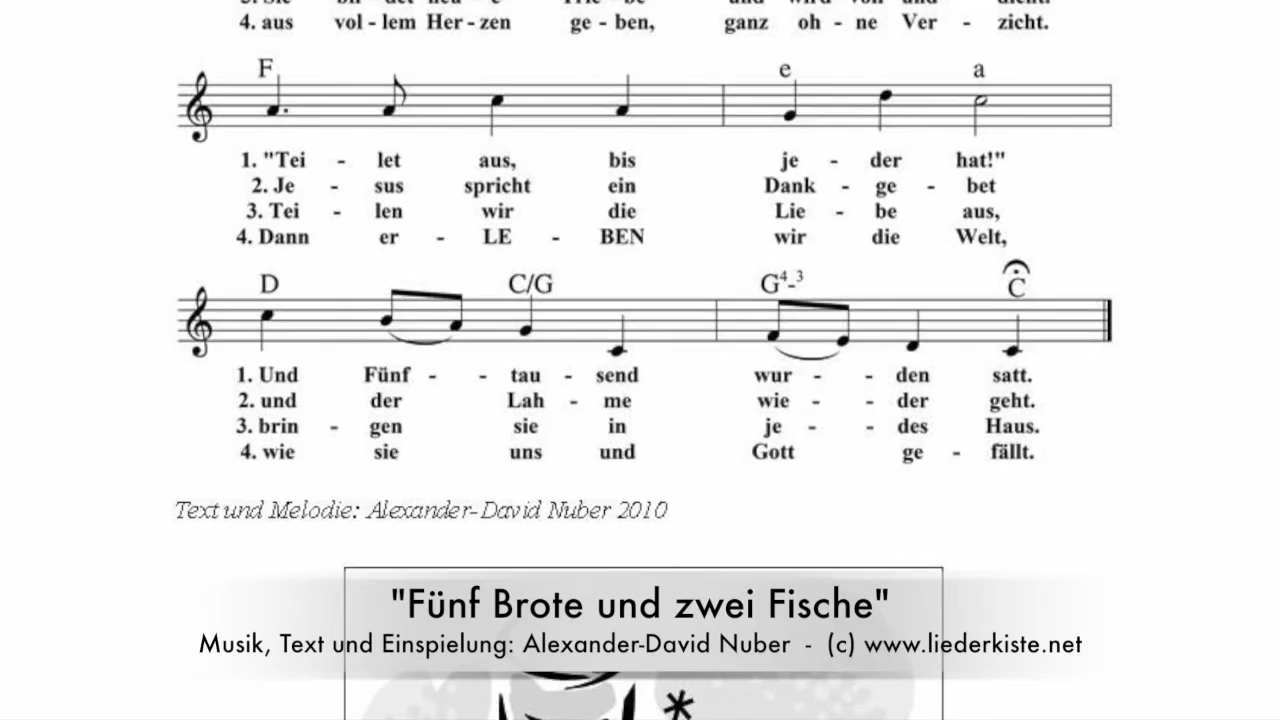 4. aus vol - lem Her - zen ge - ben, ganz oh - ne Ver - zicht.
F e a
1. "Tei - let aus, bis je - der hat!"
2. Je - sus spricht ein Dank - ge - bet
3. Tei - len wir die Lie - be aus,
4. Dann er - LE - BEN wir die Welt,
D C/G G4-3 C
1. Und Fünf - - tau - send wur - - den satt.
2. und der Lah - me wie - - der geht.
3. brin - gen sie in je - - des Haus.
4. wie sie uns und Gott ge - fällt.
Text und Melodie: Alexander-David Nuber 2010
"Fünf Brote und zwei Fische"
Musik, Text und Einspielung: Alexander-David Nuber - (c) www.liederkiste.net